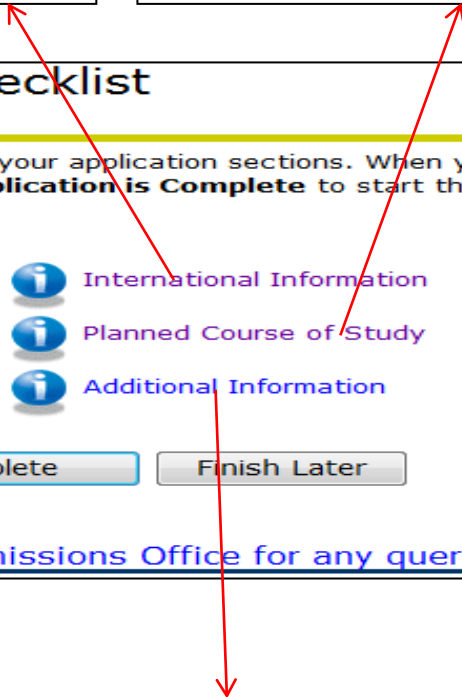 ecklist
your application sections. When y
plication is Complete to start th
International Information
Planned Course of Study
Additional Information
plete Finish Later
missions Office for any quer